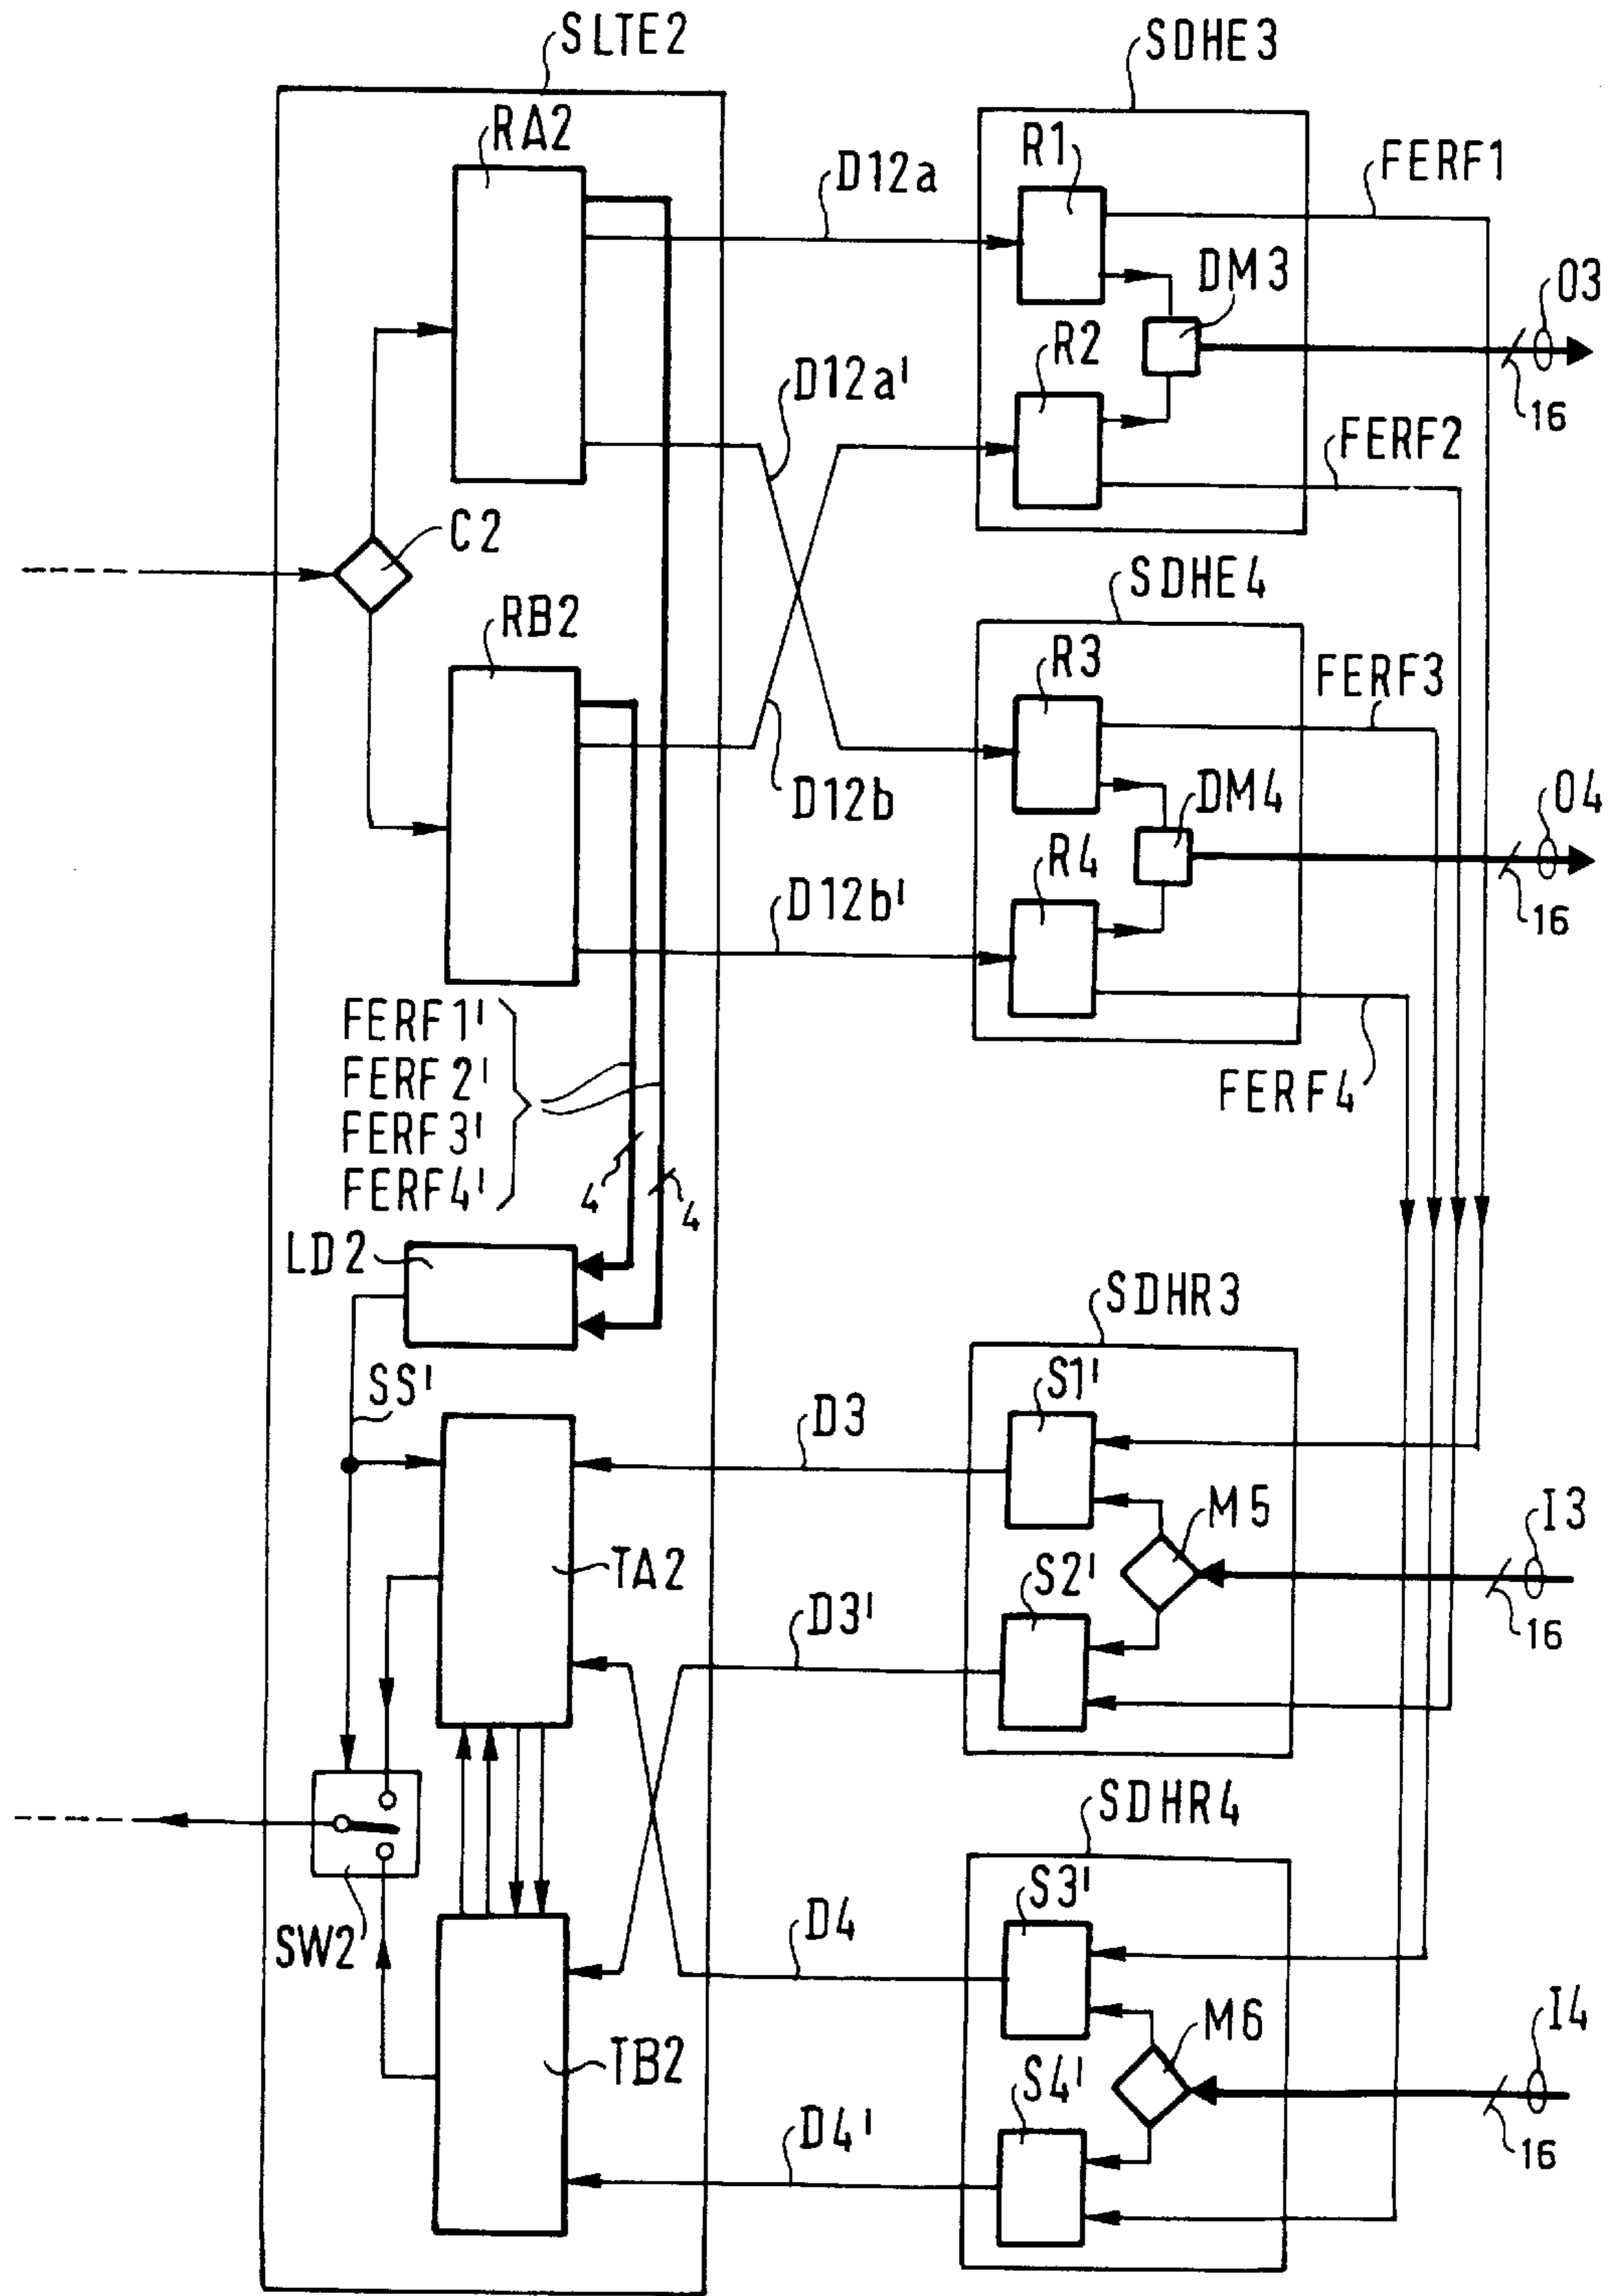 SLTE2
SDHE3
RA2
R1
D12a
FERF1
DM3
O3
R2
16
D12a'
FERF2
C2
SDHE4
RB2
R3
FERF3
D12b
DM4
O4
R4
D12b'
16
FERF1'
FERF2'
FERF3'
FERF4'
FERF4
4
4
LD2
SDHR3
SS'
S1'
D3
M5
I3
TA2
S2'
D3'
16
SDHR4
S3'
SW2
D4
M6
I4
TB2
S4'
D4'
16